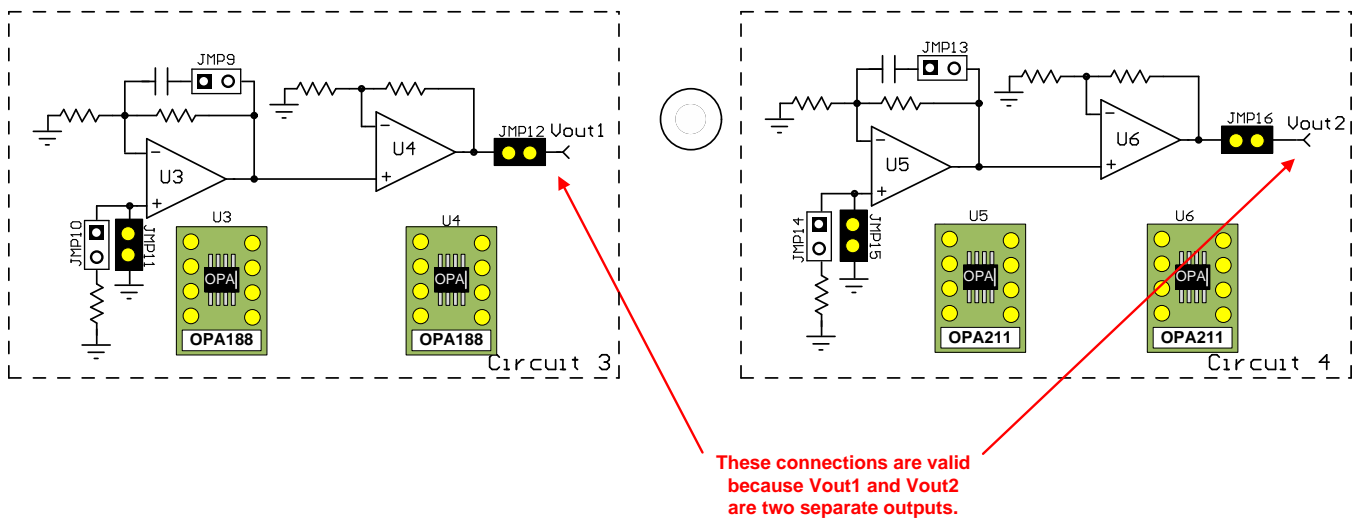 JMP9
JMP12
Vout1
U4
U3
JMP10
JMP11
U3
U4
OPA
OPA
OPA188
OPA188
Circuit 3
JMP13
JMP16
Vout2
U6
U5
JMP14
JMP15
U5
U6
OPA
OPA
OPA211
OPA211
Circuit 4
These connections are valid
because Vout1 and Vout2
are two separate outputs.